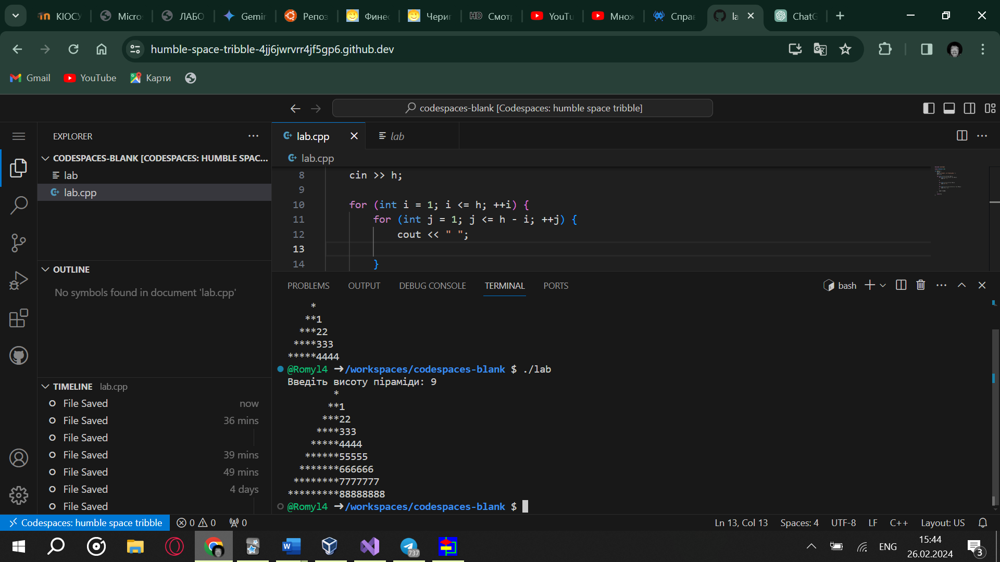 КІОСУ
Micro
ЛАБО
Gemin
Репоз
Финес
Чериг
HD Смотр
YouTu
Множ
Справ
la
ChatG
humble-space-tribble-4jj6jwrvrr4jf5gp6.github.dev
Gmail
YouTube
Карти
codespaces-blank [Codespaces: humble space tribble]
EXPLORER
CODESPACES-BLANK [CODESPACES: HUMBLE SPAC...
lab
lab.cpp
OUTLINE
No symbols found in document 'lab.cpp'
TIMELINE lab.cpp
File Saved now
File Saved 36 mins
File Saved
File Saved 39 mins
File Saved 49 mins
File Saved 4 days
File Saved
lab.cpp
lab
lab.cpp
8 cin >> h;
9
10 for (int i = 1; i <= h; ++i) {
11 for (int j = 1; j <= h - i; ++j) {
12 cout << " ";
13
14 }
PROBLEMS OUTPUT DEBUG CONSOLE TERMINAL PORTS
bash
*
**1
***22
****333
*****4444
@Romyl4 ➜/workspaces/codespaces-blank $ ./lab
Введіть висоту піраміди: 9
*
**1
***22
****333
*****4444
******55555
*******666666
********7777777
*********88888888
@Romyl4 ➜/workspaces/codespaces-blank $
Codespaces: humble space tribble 0 0 0
Ln 13, Col 13 Spaces: 4 UTF-8 LF C++ Layout: US
W
737
ENG
15:44
26.02.2024
3